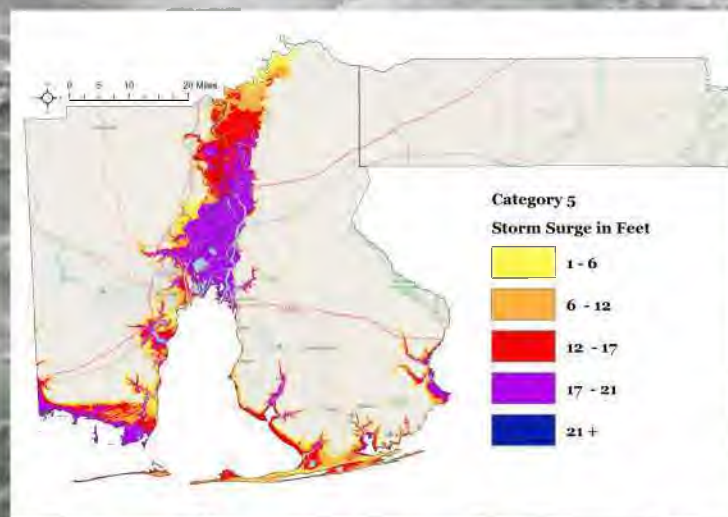 0 5 10 20 Miles
Category 5
Storm Surge in Feet
1 - 6
6 - 12
12 - 17
17 - 21
21 +